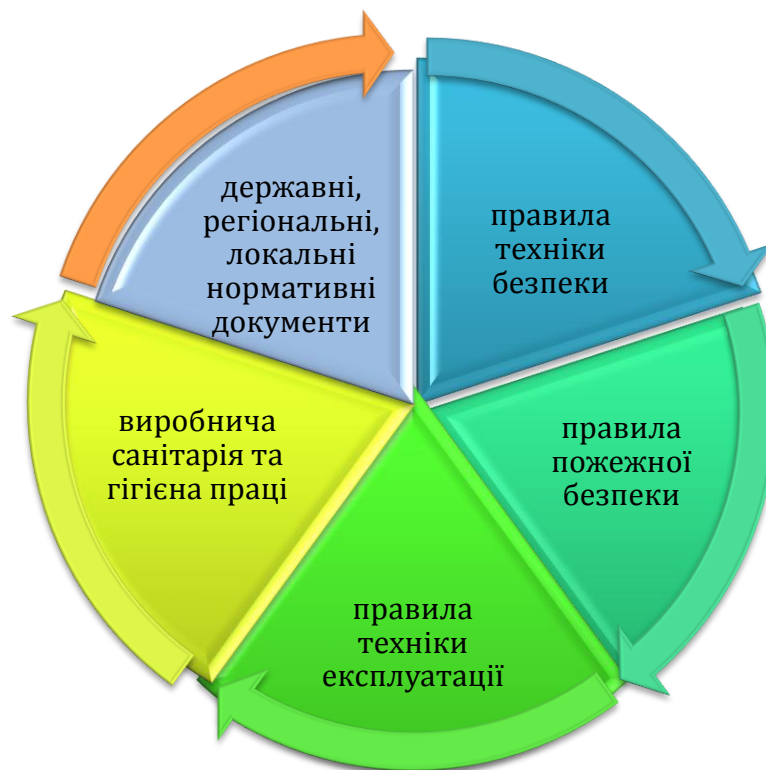 державні,
регіональні,
локальні
нормативні
документи
правила
техніки
безпеки
правила
пожежної
безпеки
правила
техніки
експлуатації
виробнича
санітарія та
гігієна праці